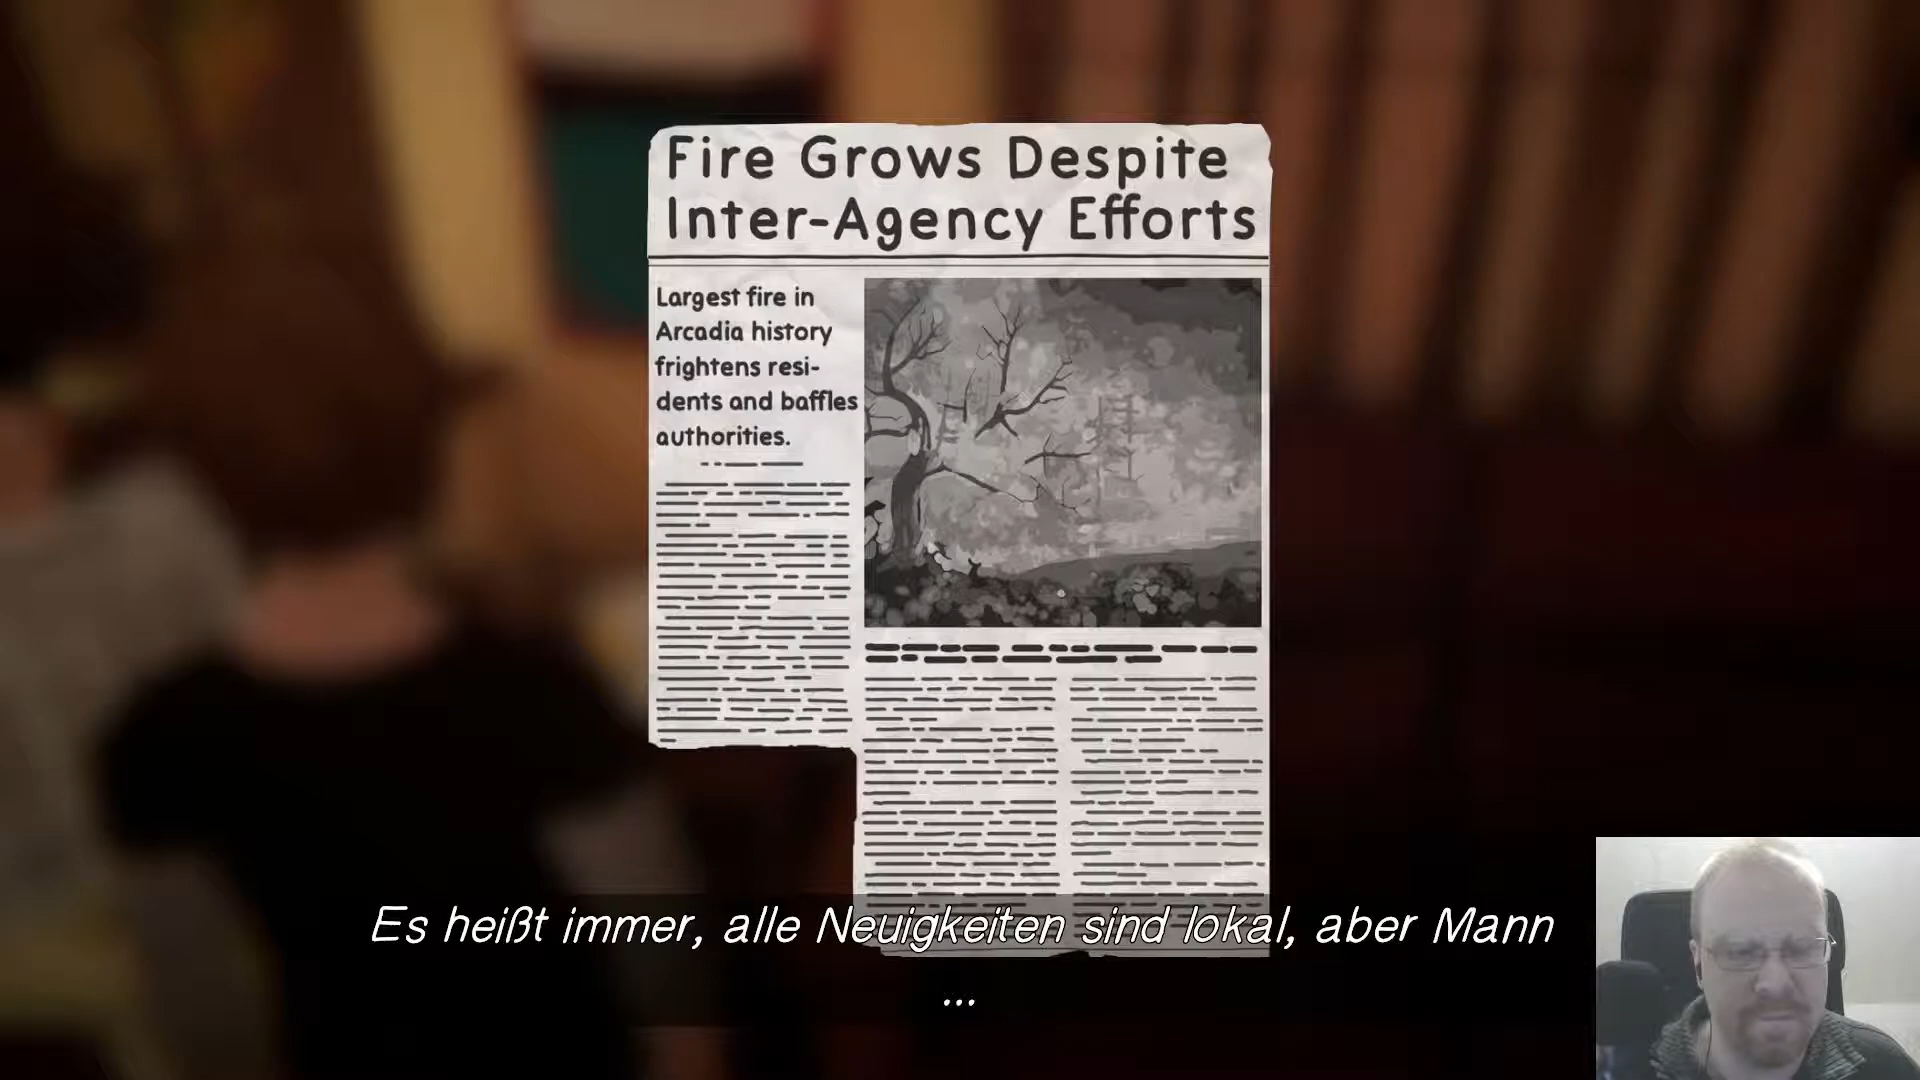 Fire Grows Despite
Inter-Agency Efforts
Largest fire in
Arcadia history
frightens resi-
dents and baffles
authorities.
Es heißt immer, alle Neuigkeiten sind lokal, aber Mann
...